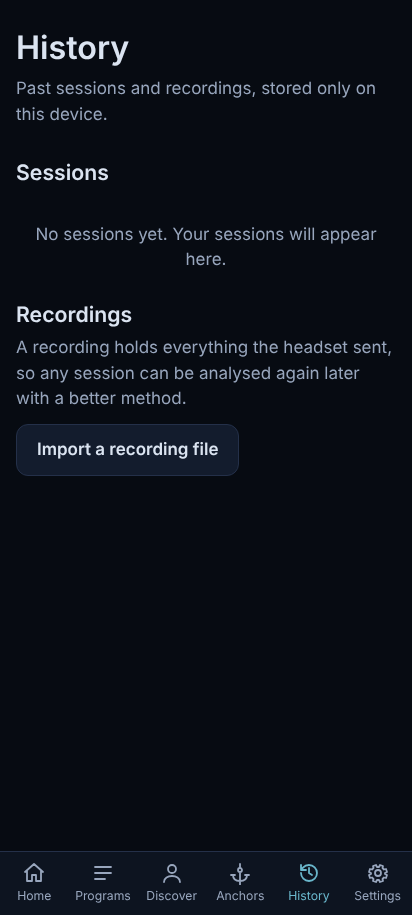 History
Past sessions and recordings, stored only on
this device.
Sessions
No sessions yet. Your sessions will appear
here.
Recordings
A recording holds everything the headset sent,
so any session can be analysed again later
with a better method.
Import a recording file
Home
Programs
Discover
Anchors
History
Settings